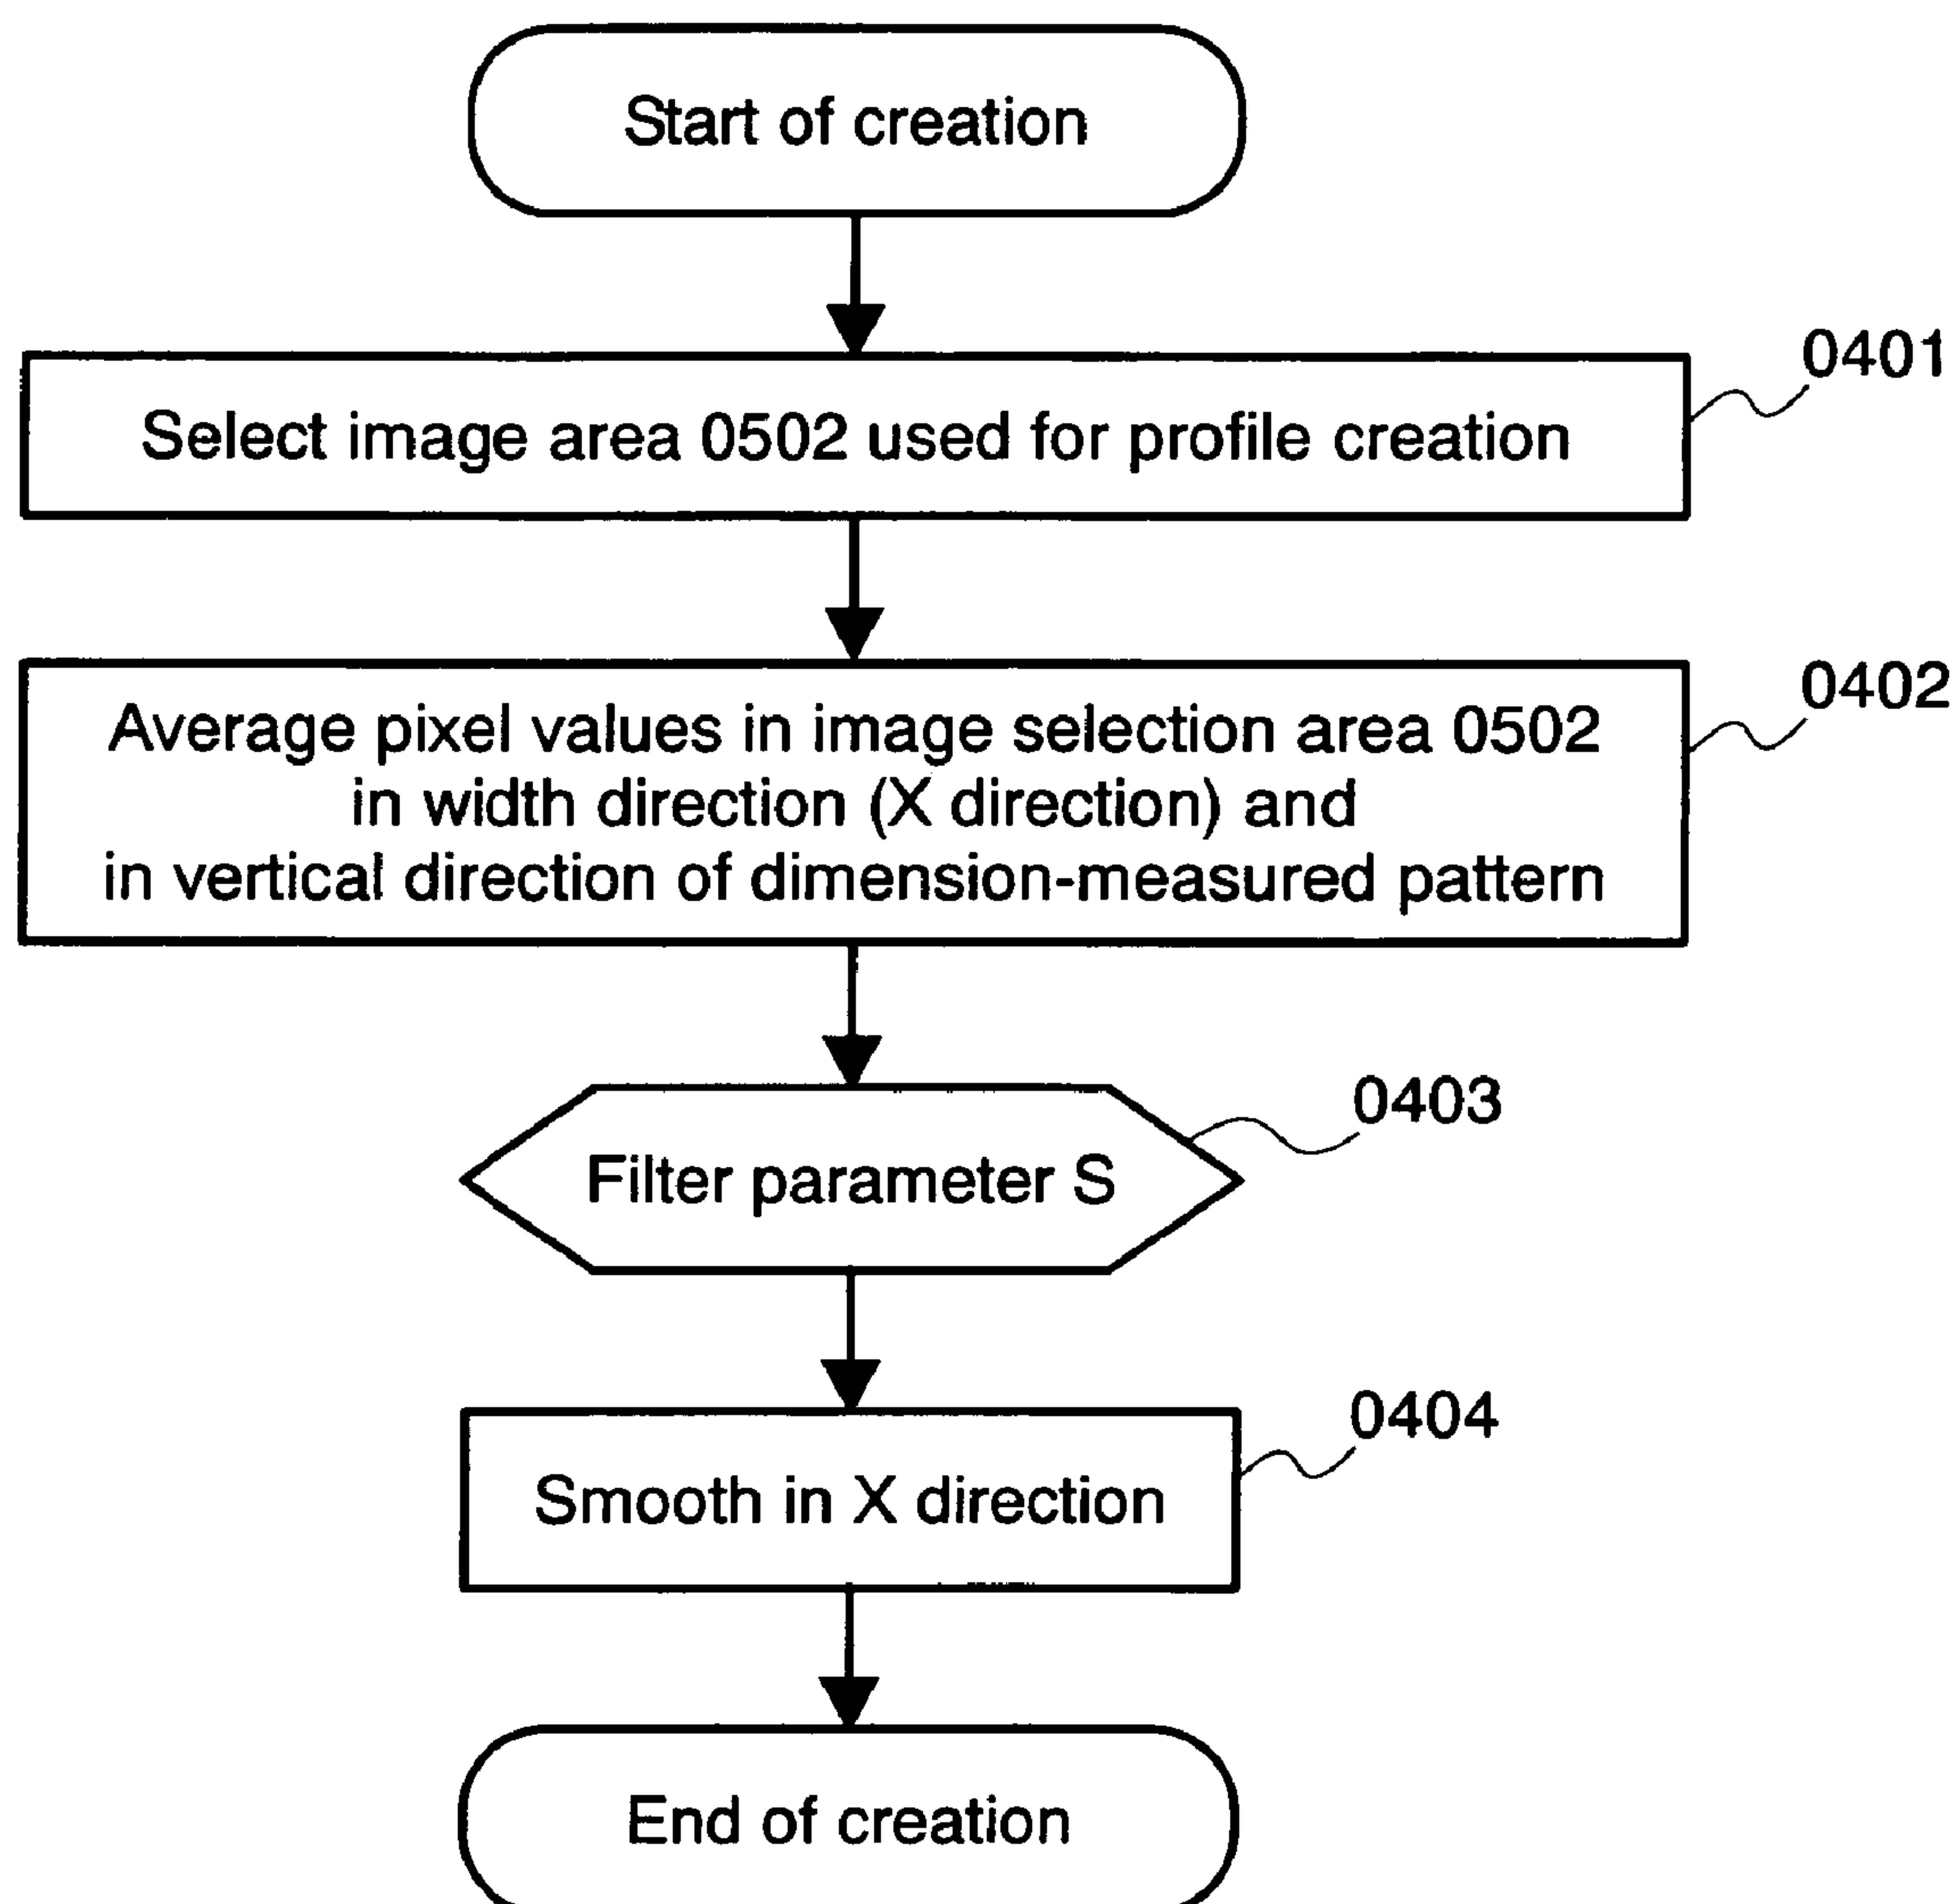 Start of creation
0401
Select image area 0502 used for profile creation
0402
Average pixel values in image selection area 0502
in width direction (X direction) and
in vertical direction of dimension-measured pattern
0403
Filter parameter S
0404
Smooth in X direction
End of creation